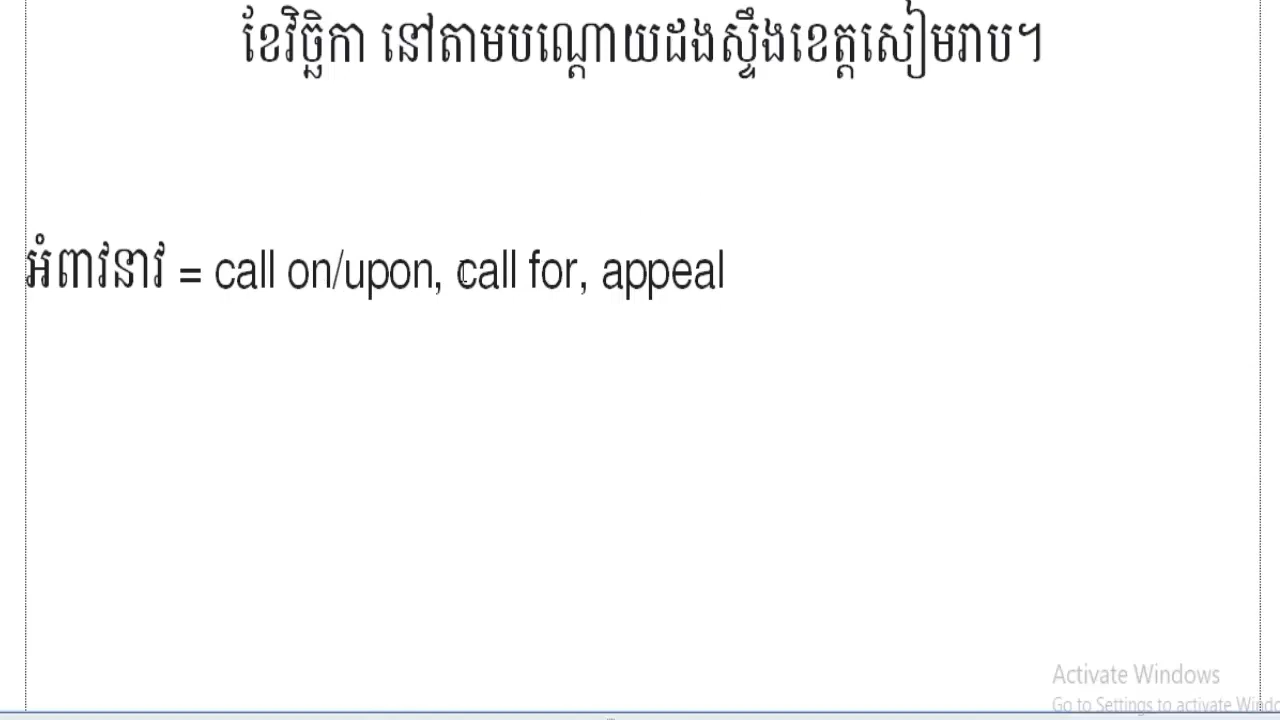 ខែវិច្ឆិកា នៅតាមបណ្តោយដងស្ទឹងខេត្តសៀមរាប។
អំពាវនាវ = call on/upon, call for, appeal
Activate Windows
Go to Settings to activate Windo